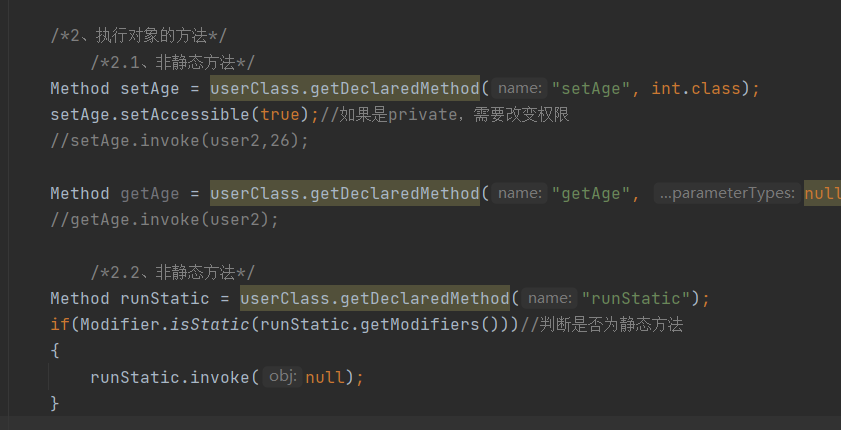 /*2、执行对象的方法*/
/*2.1、非静态方法*/
Method setAge = userClass.getDeclaredMethod( name: "setAge", int.class);
setAge.setAccessible(true);//如果是private，需要改变权限
//setAge.invoke(user2,26);
Method getAge = userClass.getDeclaredMethod( name: "getAge", ...parameterTypes: null
//getAge.invoke(user2);
/*2.2、非静态方法*/
Method runStatic = userClass.getDeclaredMethod( name: "runStatic");
if(Modifier.isStatic(runStatic.getModifiers()))//判断是否为静态方法
{
runStatic.invoke( obj: null);
}